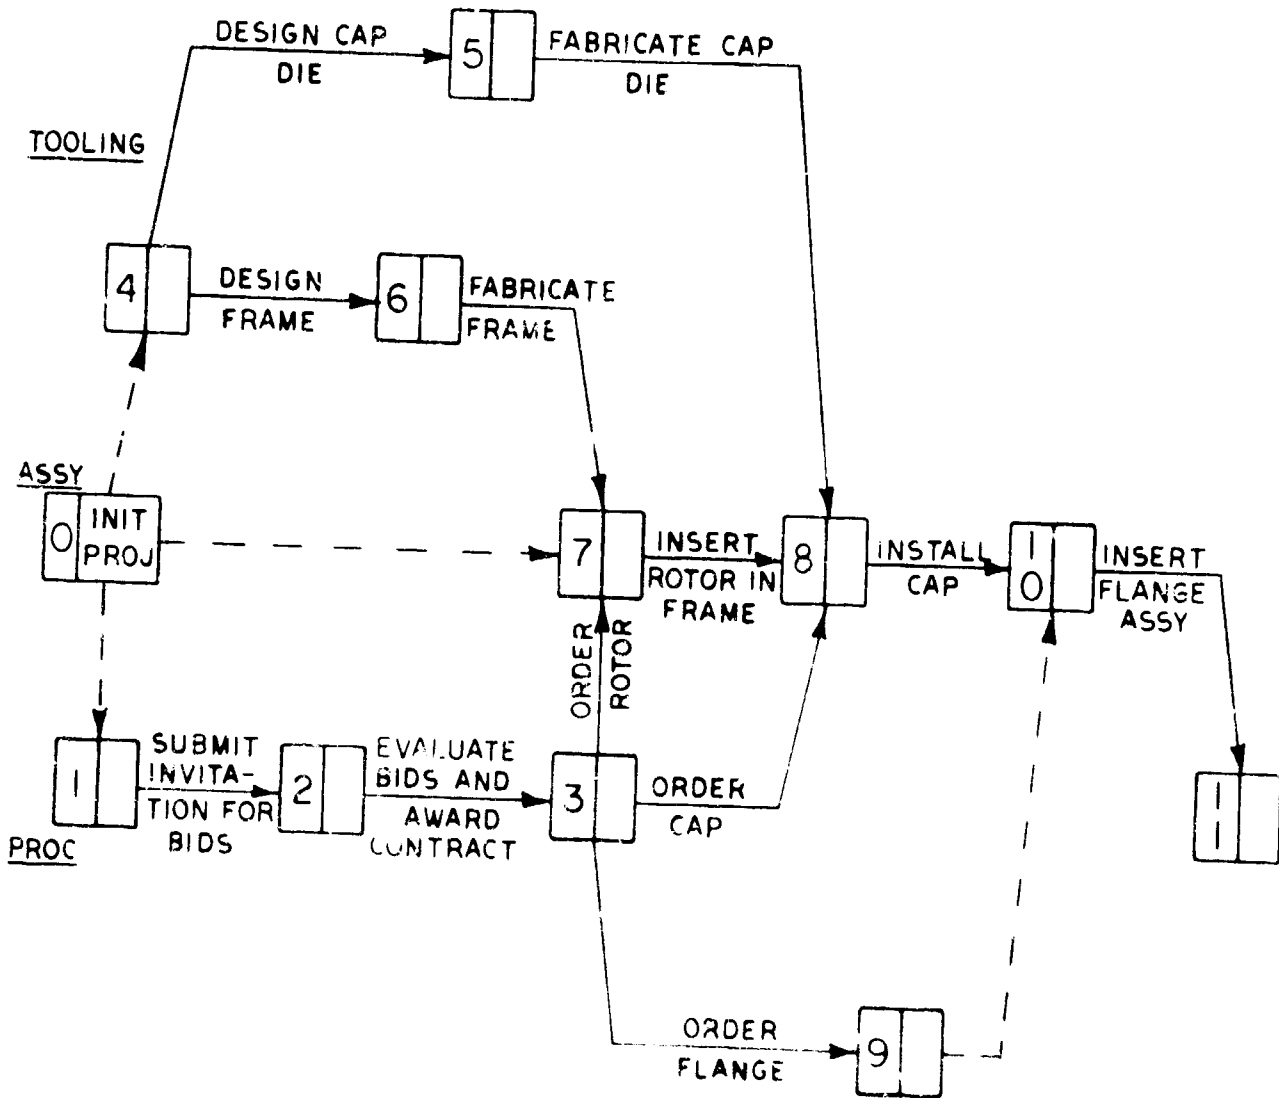 DESIGN CAP
DIE
5
FABRICATE CAP
DIE
TOOLING
4
DESIGN
FRAME
6
FABRICATE
FRAME
ASSY
0
INIT
PROJ
7
INSERT
ROTOR IN
FRAME
8
INSTALL
CAP
10
INSERT
FLANGE
ASSY
ORDER
ROTOR
1
SUBMIT
INVITA-
TION FOR
BIDS
2
EVALUATE
BIDS AND
AWARD
CONTRACT
3
ORDER
CAP
11
PROC
ORDER
FLANGE
9